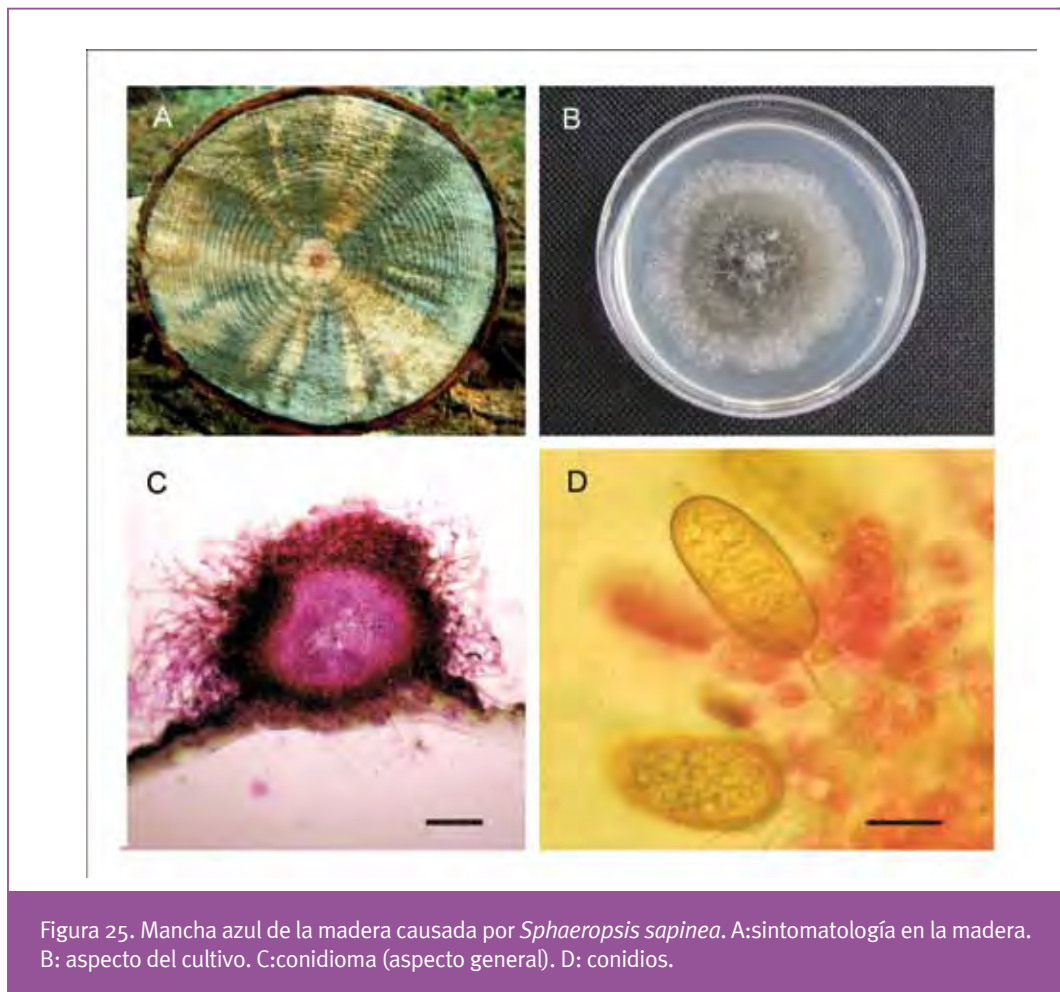 A
B
C
D
Figura 25. Mancha azul de la madera causada por Sphaeropsis sapinea. A:sintomatología en la madera.
B: aspecto del cultivo. C:conidioma (aspecto general). D: conidios.